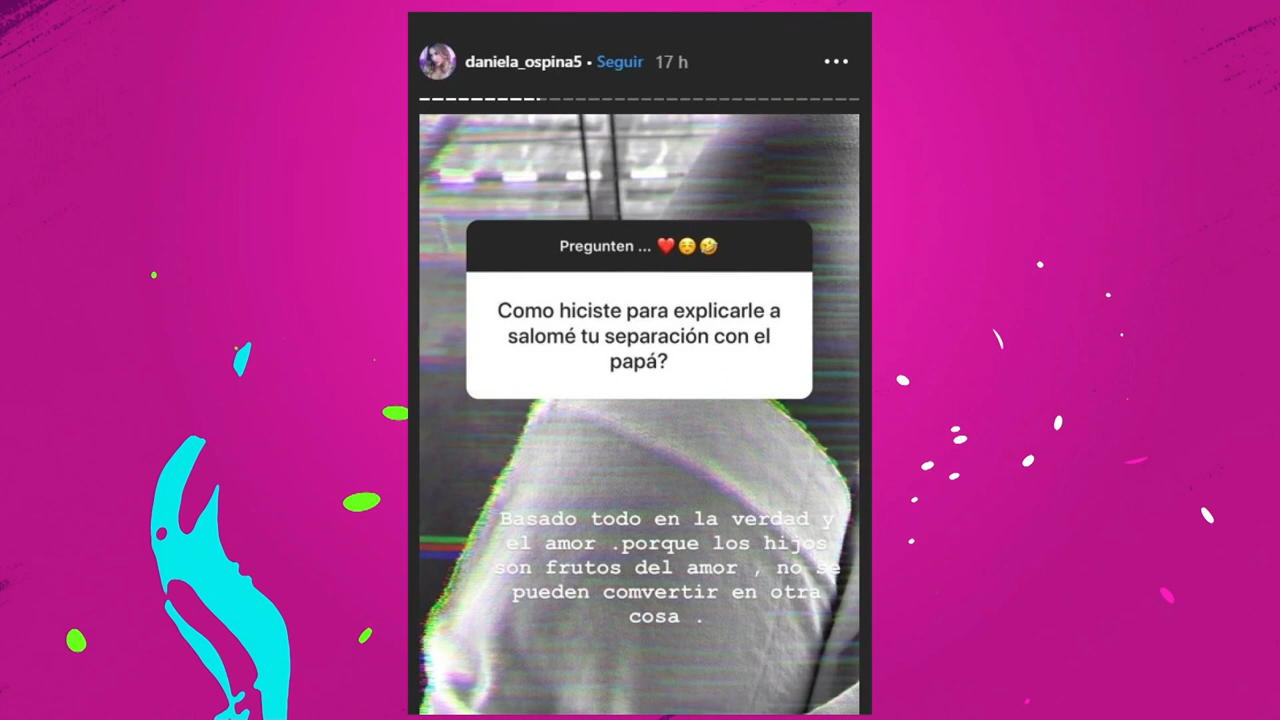 daniela_ospina5 • Seguir 17 h
Pregunten ... ❤️☺️🤣
Como hiciste para explicarle a
salomé tu separación con el
papá?
Basado todo en la verdad y
el amor .porque los hijos
son frutos del amor , no se
pueden comvertir en otra
cosa .